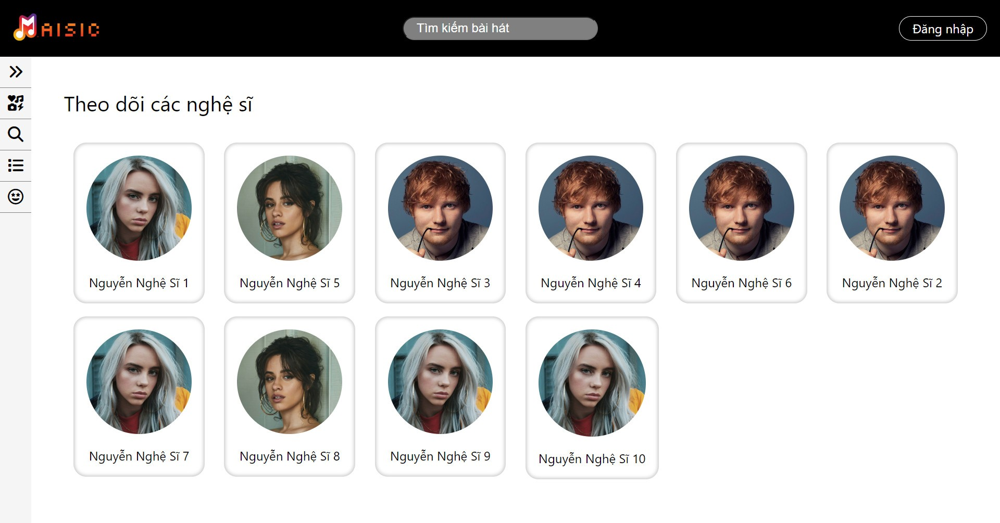 MAISIC
Tìm kiếm bài hát
Đăng nhập
Theo dõi các nghệ sĩ
Nguyễn Nghệ Sĩ 1
Nguyễn Nghệ Sĩ 5
Nguyễn Nghệ Sĩ 3
Nguyễn Nghệ Sĩ 4
Nguyễn Nghệ Sĩ 6
Nguyễn Nghệ Sĩ 2
Nguyễn Nghệ Sĩ 7
Nguyễn Nghệ Sĩ 8
Nguyễn Nghệ Sĩ 9
Nguyễn Nghệ Sĩ 10